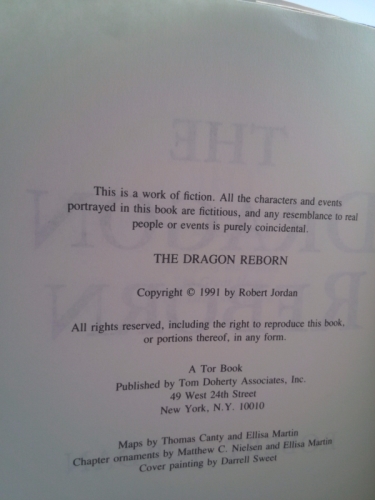 This is a work of fiction. All the characters and events
portrayed in this book are fictitious, and any resemblance to real
people or events is purely coincidental.
THE DRAGON REBORN
Copyright © 1991 by Robert Jordan
All rights reserved, including the right to reproduce this book,
or portions thereof, in any form.
A Tor Book
Published by Tom Doherty Associates, Inc.
49 West 24th Street
New York, N.Y. 10010
Maps by Thomas Canty and Ellisa Martin
Chapter ornaments by Matthew C. Nielsen and Ellisa Martin
Cover painting by Darrell Sweet
THE
DRAGON
REBORN